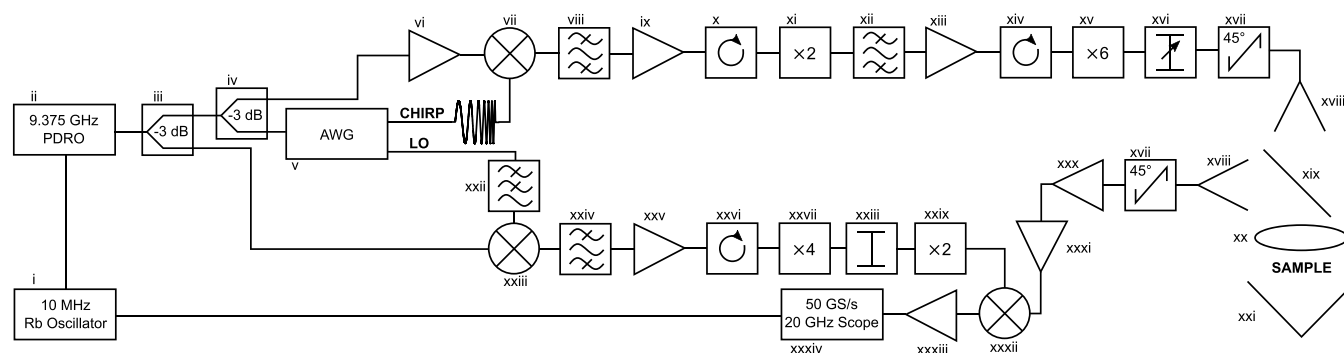 vi
vii
viii
ix
x
xi
xii
xiii
xiv
xv
xvi
xvii
×2
×6
45°
xviii
ii
iii
iv
9.375 GHz
PDRO
-3 dB
-3 dB
AWG
v
CHIRP
LO
xxii
xxiii
xxiv
xxv
xxvi
xxvii
xxiii
xxix
×4
×2
xxx
xxxi
xvii
45°
xviii
xix
xx
SAMPLE
xxi
i
10 MHz
Rb Oscillator
50 GS/s
20 GHz Scope
xxxiv
xxxiii
xxxii